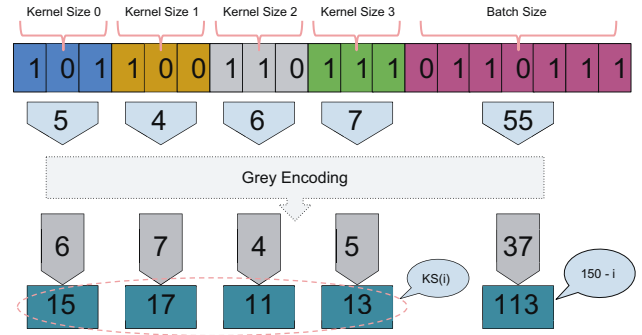 Kernel Size 0 Kernel Size 1 Kernel Size 2 Kernel Size 3 Batch Size
1 0 1 1 0 0 1 1 0 1 1 1 0 1 1 0 1 1 1
5 4 6 7 55
Grey Encoding
6 7 4 5 37
KS(i) 150 - i
15 17 11 13 113